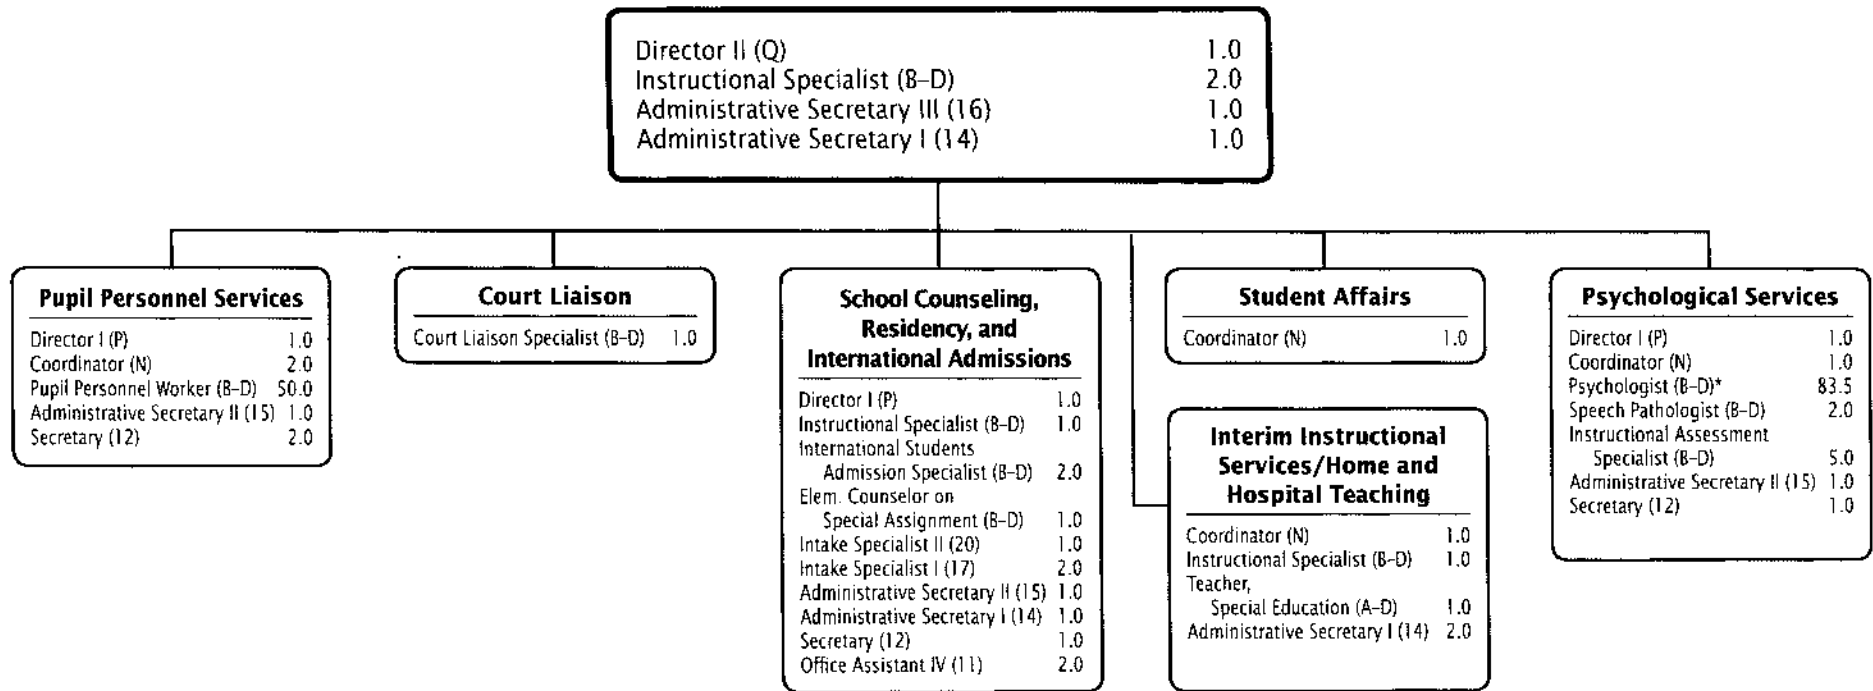 Director II (Q) 1.0
Instructional Specialist (B–D) 2.0
Administrative Secretary III (16) 1.0
Administrative Secretary I (14) 1.0
Pupil Personnel Services
Director I (P) 1.0
Coordinator (N) 2.0
Pupil Personnel Worker (B–D) 50.0
Administrative Secretary II (15) 1.0
Secretary (12) 2.0
Court Liaison
Court Liaison Specialist (B–D) 1.0
School Counseling,
Residency, and
International Admissions
Director I (P) 1.0
Instructional Specialist (B–D) 1.0
International Students
Admission Specialist (B–D) 2.0
Elem. Counselor on
Special Assignment (B–D) 1.0
Intake Specialist II (20) 1.0
Intake Specialist I (17) 2.0
Administrative Secretary II (15) 1.0
Administrative Secretary I (14) 1.0
Secretary (12) 1.0
Office Assistant IV (11) 2.0
Student Affairs
Coordinator (N) 1.0
Interim Instructional
Services/Home and
Hospital Teaching
Coordinator (N) 1.0
Instructional Specialist (B–D) 1.0
Teacher,
Special Education (A–D) 1.0
Administrative Secretary I (14) 2.0
Psychological Services
Director I (P) 1.0
Coordinator (N) 1.0
Psychologist (B–D)* 83.5
Speech Pathologist (B–D) 2.0
Instructional Assessment
Specialist (B–D) 5.0
Administrative Secretary II (15) 1.0
Secretary (12) 1.0